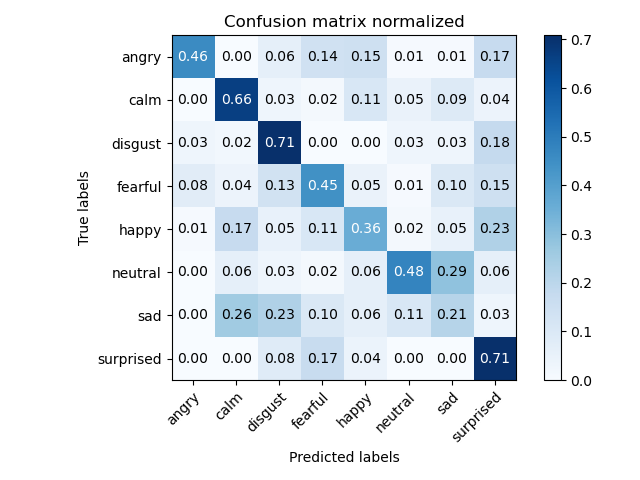 Confusion matrix normalized
True labels
angry 0.46 0.00 0.06 0.14 0.15 0.01 0.01 0.17
calm 0.00 0.66 0.03 0.02 0.11 0.05 0.09 0.04
disgust 0.03 0.02 0.71 0.00 0.00 0.03 0.03 0.18
fearful 0.08 0.04 0.13 0.45 0.05 0.01 0.10 0.15
happy 0.01 0.17 0.05 0.11 0.36 0.02 0.05 0.23
neutral 0.00 0.06 0.03 0.02 0.06 0.48 0.29 0.06
sad 0.00 0.26 0.23 0.10 0.06 0.11 0.21 0.03
surprised 0.00 0.00 0.08 0.17 0.04 0.00 0.00 0.71
angry calm disgust fearful happy neutral sad surprised
Predicted labels
0.7
0.6
0.5
0.4
0.3
0.2
0.1
0.0